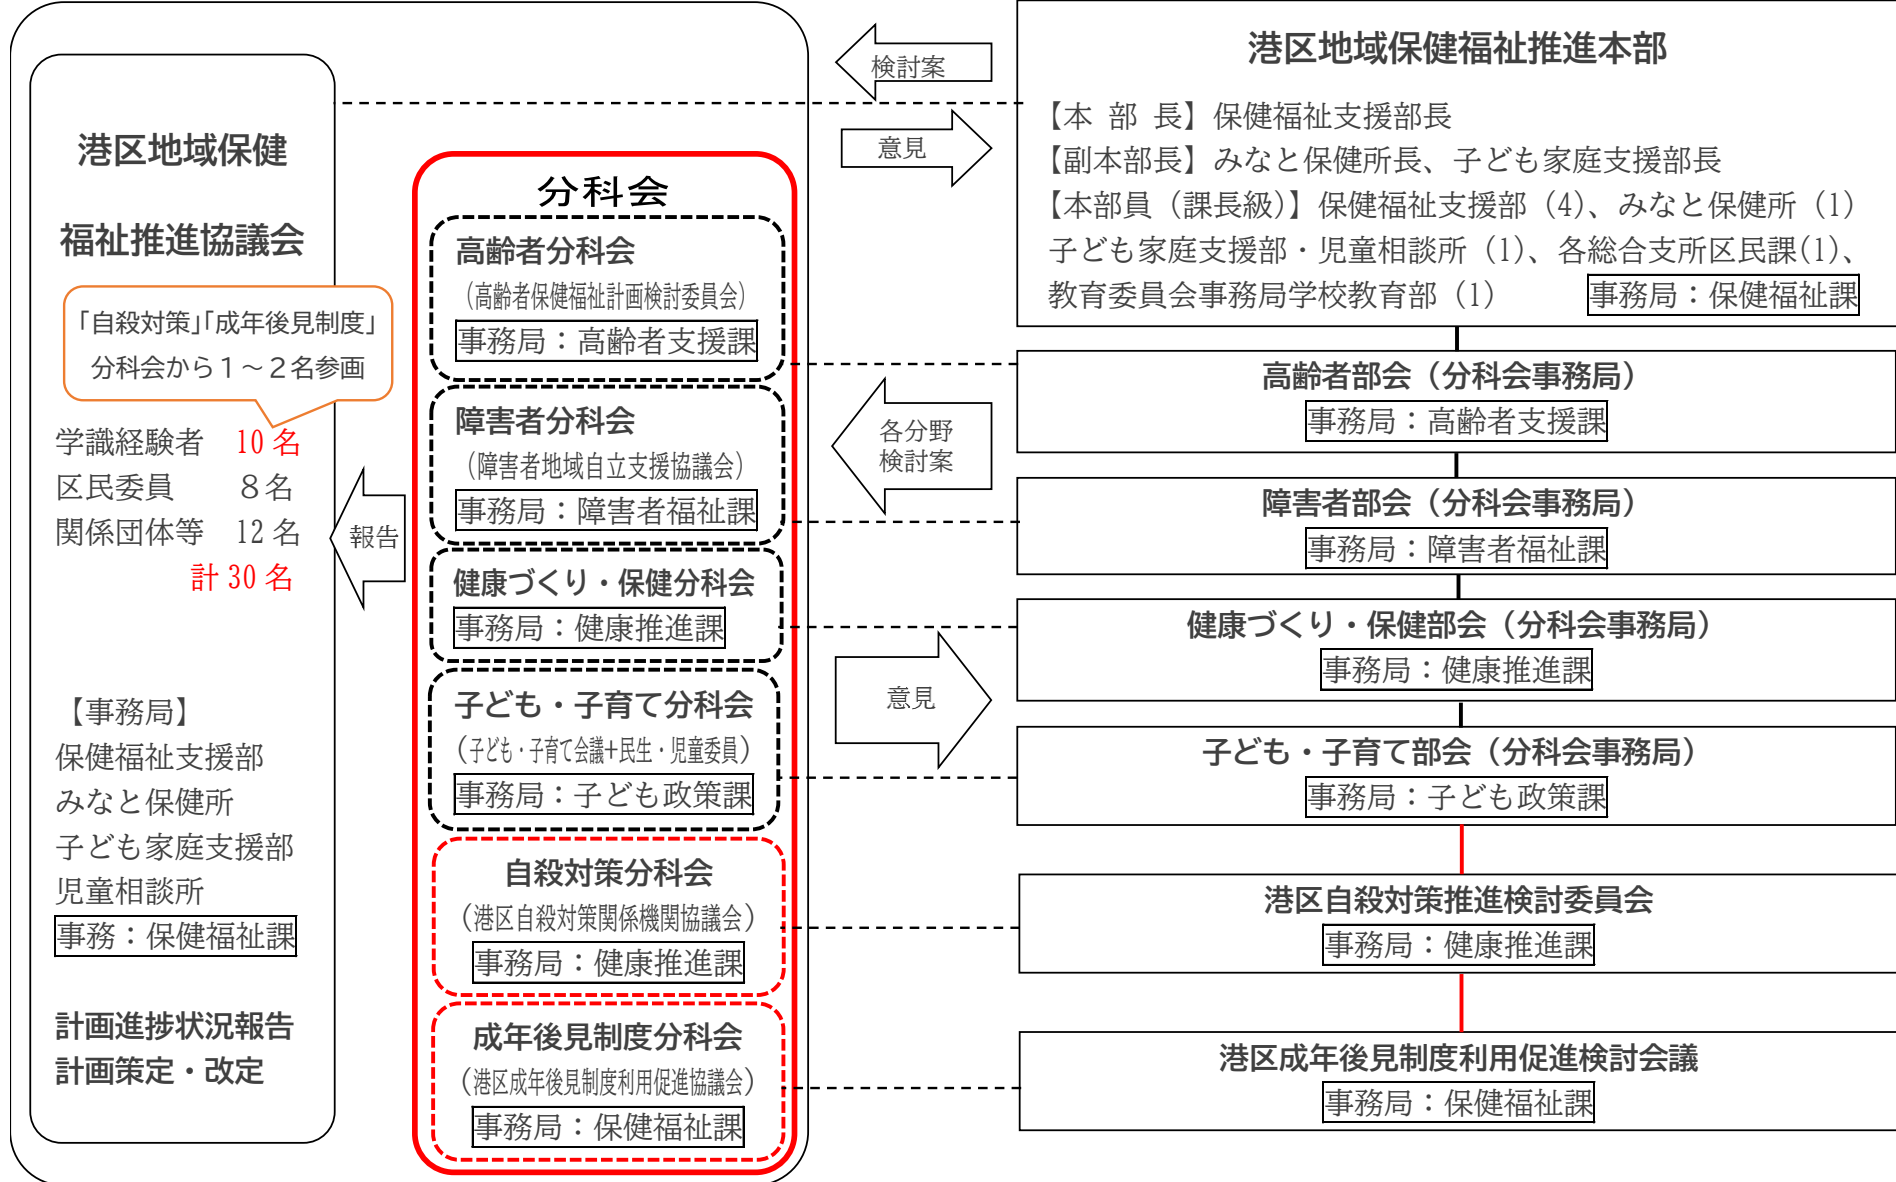 港区地域保健
福祉推進協議会
「自殺対策」「成年後見制度」
分科会から１～２名参画
学識経験者　10 名
区民委員　　８名
関係団体等　12 名
計 30 名
【事務局】
保健福祉支援部
みなと保健所
子ども家庭支援部
児童相談所
事務：保健福祉課
計画進捗状況報告
計画策定・改定
報告
分科会
高齢者分科会
（高齢者保健福祉計画検討委員会）
事務局：高齢者支援課
障害者分科会
（障害者地域自立支援協議会）
事務局：障害者福祉課
健康づくり・保健分科会
事務局：健康推進課
子ども・子育て分科会
（子ども・子育て会議+民生・児童委員）
事務局：子ども政策課
自殺対策分科会
（港区自殺対策関係機関協議会）
事務局：健康推進課
成年後見制度分科会
（港区成年後見制度利用促進協議会）
事務局：保健福祉課
検討案
意見
各分野
検討案
意見
港区地域保健福祉推進本部
【本 部 長】保健福祉支援部長
【副本部長】みなと保健所長、子ども家庭支援部長
【本部員（課長級）】保健福祉支援部（4）、みなと保健所（1）
子ども家庭支援部・児童相談所（1）、各総合支所区民課(1)、
教育委員会事務局学校教育部（1）　　事務局：保健福祉課
高齢者部会（分科会事務局）
事務局：高齢者支援課
障害者部会（分科会事務局）
事務局：障害者福祉課
健康づくり・保健部会（分科会事務局）
事務局：健康推進課
子ども・子育て部会（分科会事務局）
事務局：子ども政策課
港区自殺対策推進検討委員会
事務局：健康推進課
港区成年後見制度利用促進検討会議
事務局：保健福祉課